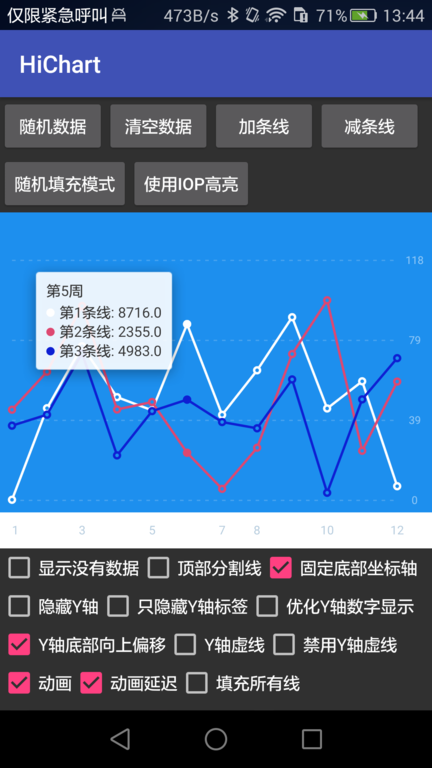 仅限紧急呼叫 473B/s 71% 13:44
HiChart
随机数据 清空数据 加条线 减条线
随机填充模式 使用IOP高亮
118
第5周
第1条线: 8716.0
第2条线: 2355.0
第3条线: 4983.0
79
39
0
1 3 5 7 8 10 12
显示没有数据 顶部分割线 固定底部坐标轴
隐藏Y轴 只隐藏Y轴标签 优化Y轴数字显示
Y轴底部向上偏移 Y轴虚线 禁用Y轴虚线
动画 动画延迟 填充所有线